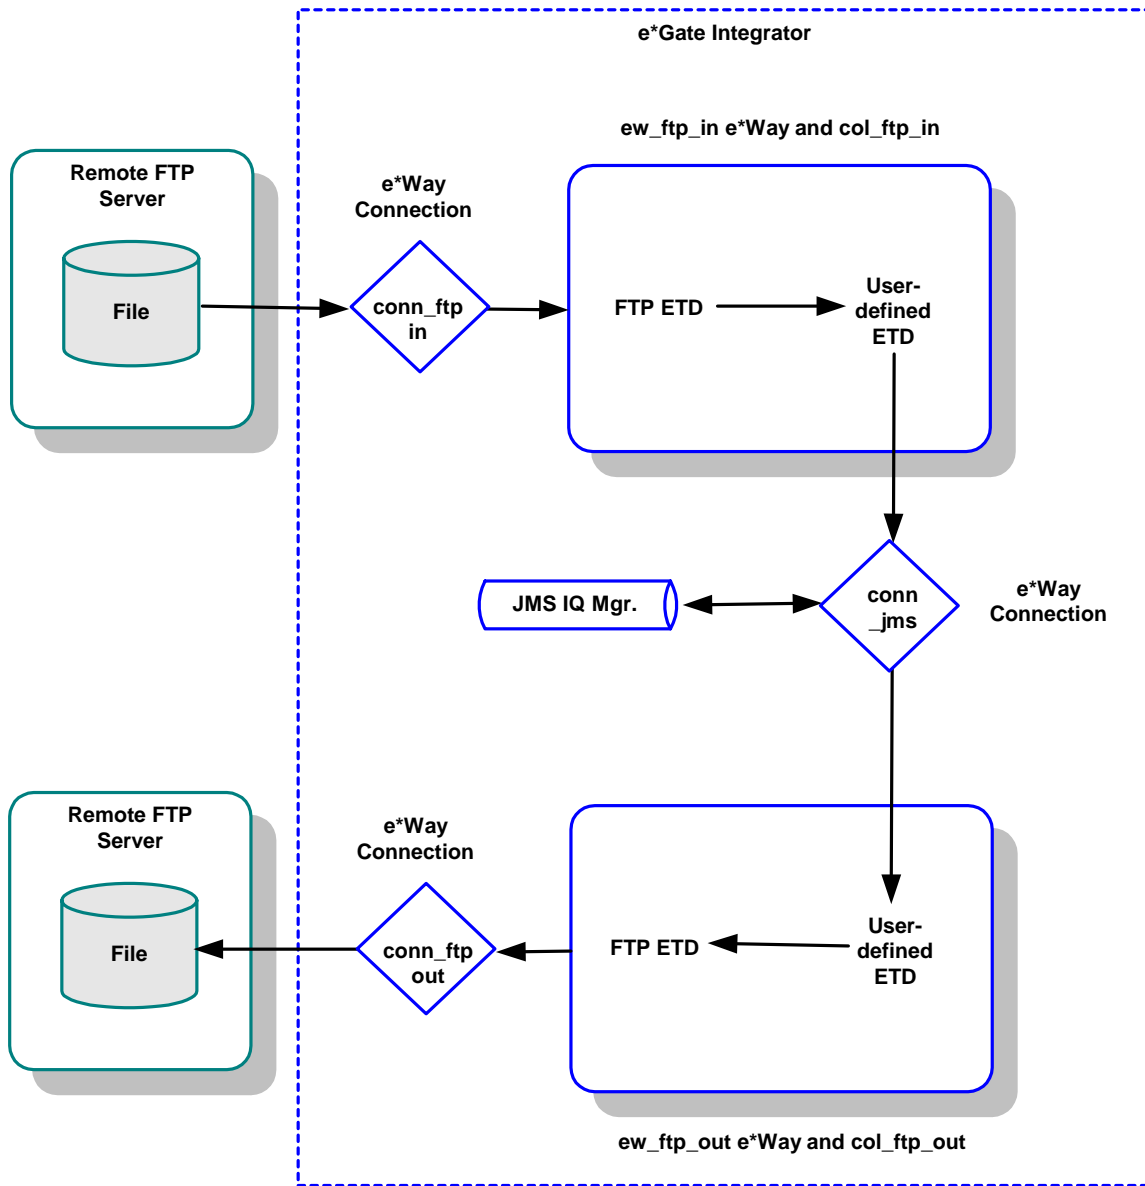 e*Gate Integrator
ew_ftp_in e*Way and col_ftp_in
Remote FTP
Server
File
e*Way
Connection
conn_ftp
in
FTP ETD
User-
defined
ETD
JMS IQ Mgr.
conn
_jms
e*Way
Connection
Remote FTP
Server
File
e*Way
Connection
conn_ftp
out
FTP ETD
User-
defined
ETD
ew_ftp_out e*Way and col_ftp_out